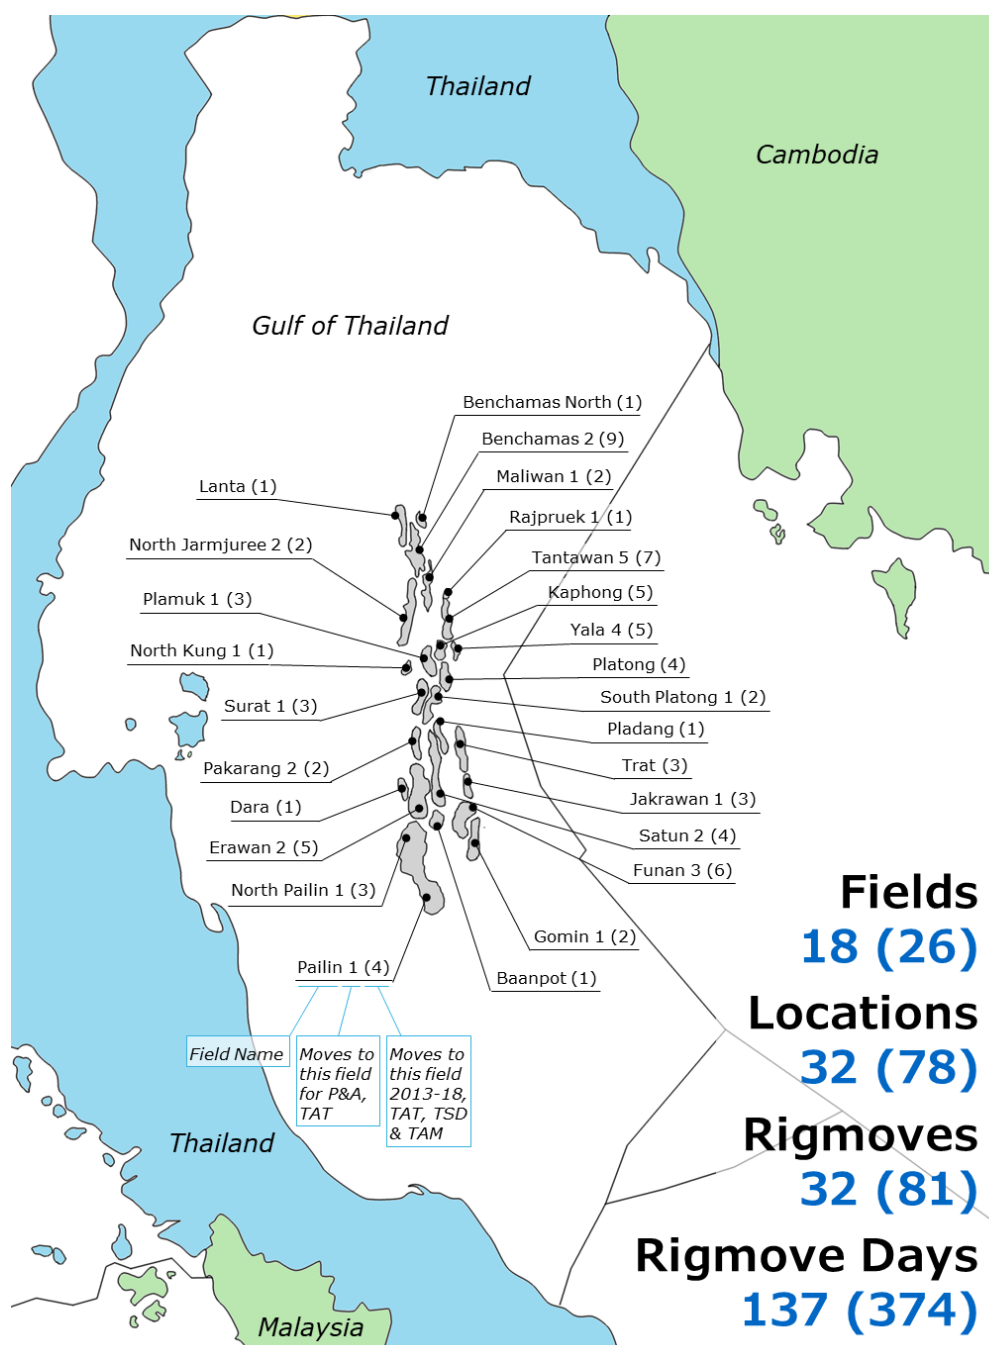 Thailand
Cambodia
Gulf of Thailand
Benchamas North (1)
Benchamas 2 (9)
Maliwan 1 (2)
Lanta (1)
Rajpruek 1 (1)
North Jarmjuree 2 (2)
Tantawan 5 (7)
Plamuk 1 (3)
Kaphong (5)
Yala 4 (5)
North Kung 1 (1)
Platong (4)
Surat 1 (3)
South Platong 1 (2)
Pladang (1)
Pakarang 2 (2)
Trat (3)
Dara (1)
Jakrawan 1 (3)
Erawan 2 (5)
Satun 2 (4)
North Pailin 1 (3)
Funan 3 (6)
Gomin 1 (2)
Pailin 1 (4)
Baanpot (1)
Field Name
Moves to
this field
for P&A,
TAT
Moves to
this field
2013-18,
TAT, TSD
& TAM
Fields
18 (26)
Locations
32 (78)
Rigmoves
32 (81)
Rigmove Days
137 (374)
Thailand
Malaysia